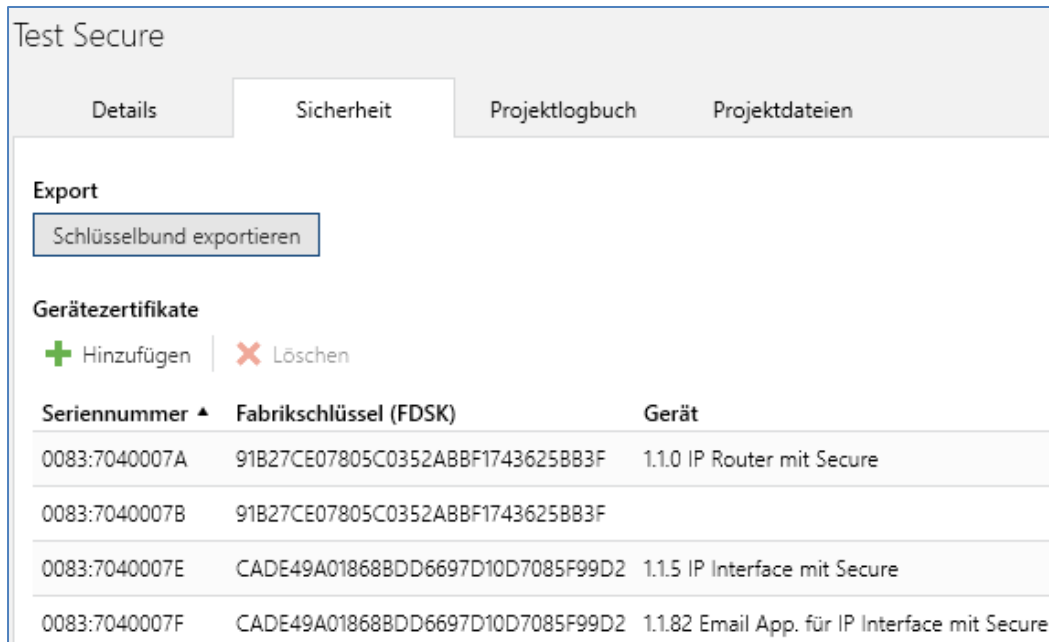 Test Secure
Details Sicherheit Projektlogbuch Projektdateien
Export
Schlüsselbund exportieren
Gerätezertifikate
Hinzufügen Löschen
Seriennummer Fabrikschlüssel (FDSK) Gerät
0083:7040007A 91B27CE07805C0352ABBF1743625BB3F 1.1.0 IP Router mit Secure
0083:7040007B 91B27CE07805C0352ABBF1743625BB3F
0083:7040007E CADE49A01868BDD6697D10D7085F99D2 1.1.5 IP Interface mit Secure
0083:7040007F CADE49A01868BDD6697D10D7085F99D2 1.1.82 Email App. für IP Interface mit Secure